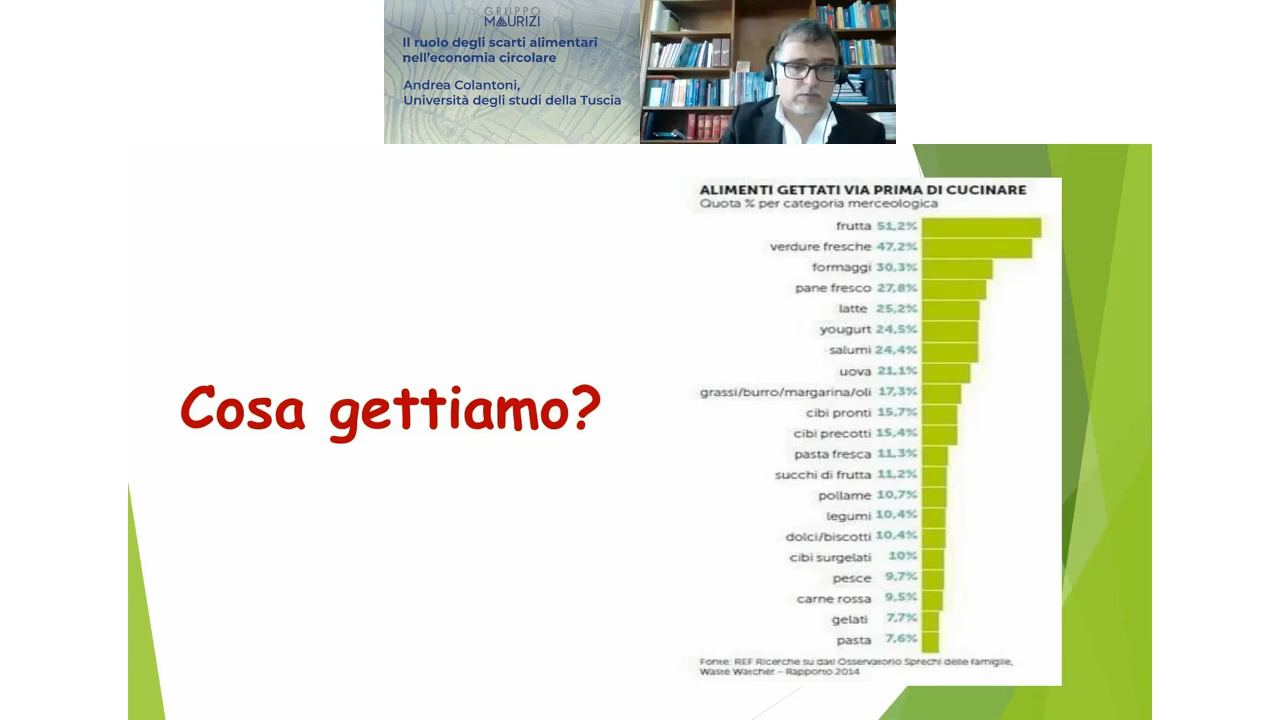 GRUPPO
MAURIZI
Il ruolo degli scarti alimentari
nell'economia circolare
Andrea Colantoni,
Università degli studi della Tuscia
Cosa gettiamo?
ALIMENTI GETTATI VIA PRIMA DI CUCINARE
Quota % per categoria merceologica
frutta 51,2%
verdure fresche 47,2%
formaggi 30,3%
pane fresco 27,8%
latte 25,2%
yougurt 24,5%
salumi 24,4%
uova 21,1%
grassi/burro/margarina/oli 17,3%
cibi pronti 15,7%
cibi precotti 15,4%
pasta fresca 11,3%
succhi di frutta 11,2%
pollame 10,7%
legumi 10,4%
dolci/biscotti 10,4%
cibi surgelati 10%
pesce 9,7%
carne rossa 9,5%
gelati 7,7%
pasta 7,6%
Fonte: REF Ricerche su dati Osservatorio Sprechi delle famiglie,
Waste Watcher – Rapporto 2014